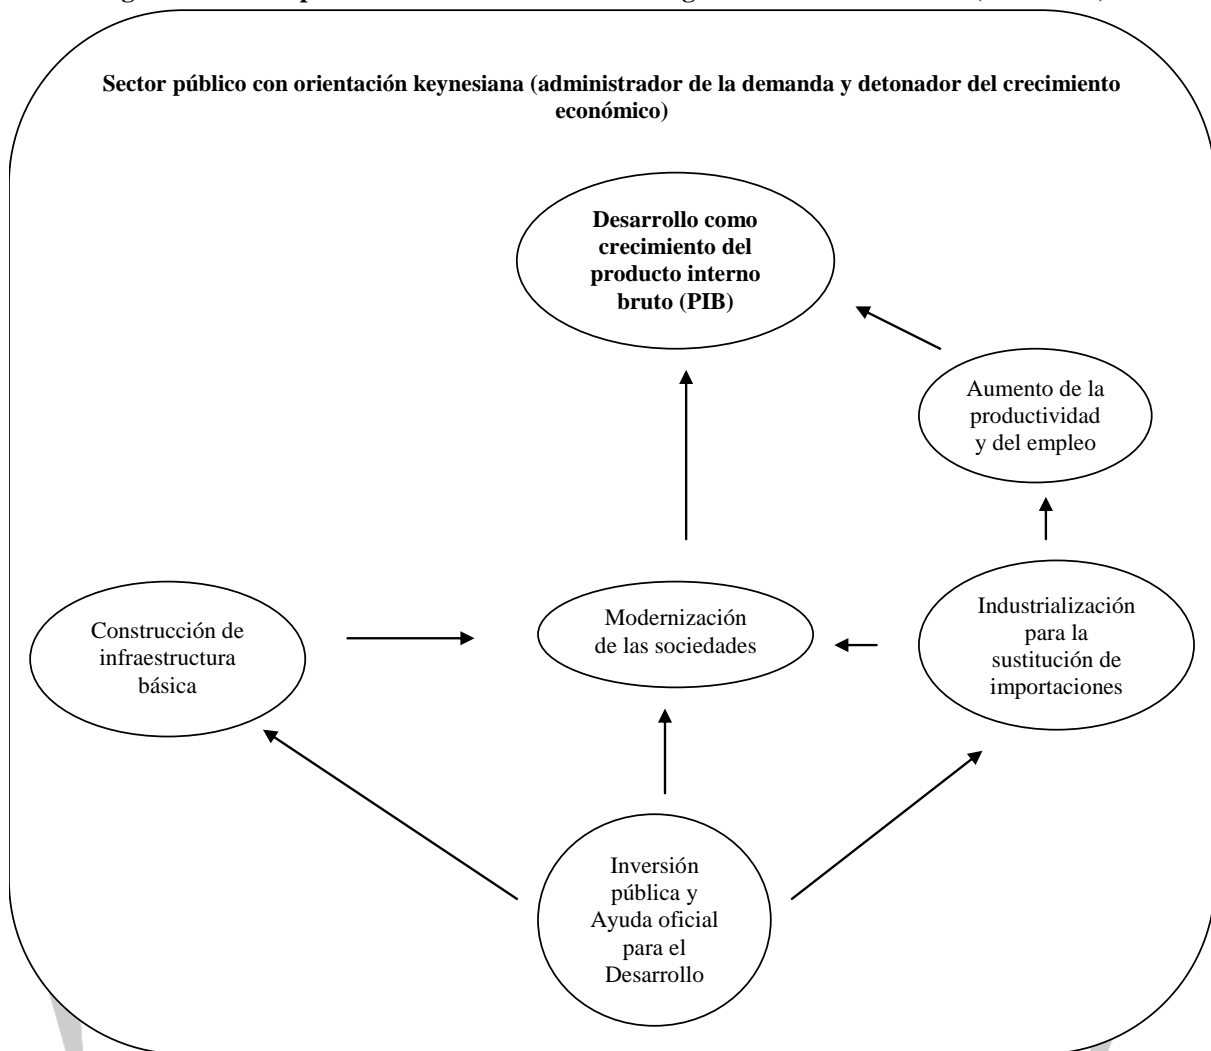 Sector público con orientación keynesiana (administrador de la demanda y detonador del crecimiento
económico)
Desarrollo como
crecimiento del
producto interno
bruto (PIB)
Aumento de la
productividad
y del empleo
Construcción de
infraestructura
básica
Modernización
de las sociedades
Industrialización
para la
sustitución de
importaciones
Inversión
pública y
Ayuda oficial
para el
Desarrollo